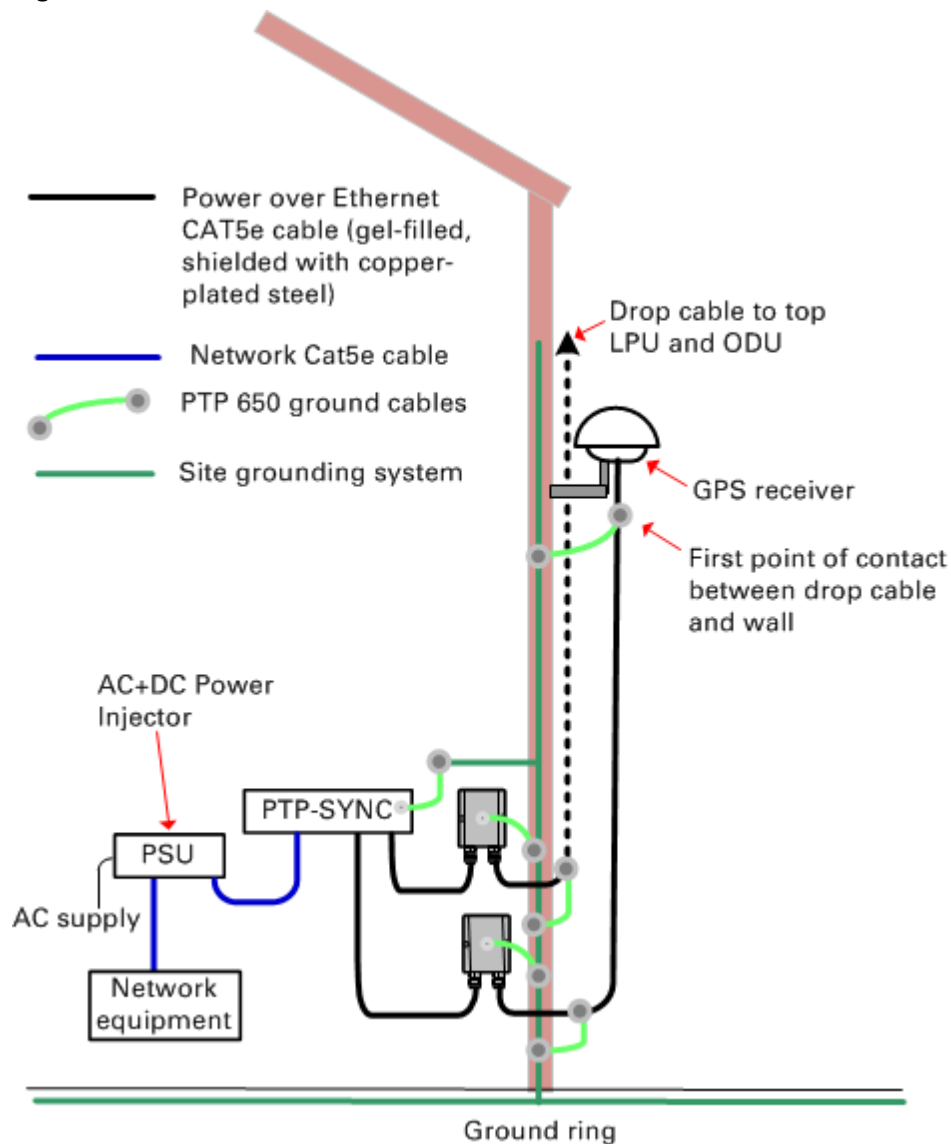 Power over Ethernet
CAT5e cable (gel-filled,
shielded with copper-
plated steel)
Network Cat5e cable
PTP 650 ground cables
Site grounding system
Drop cable to top
LPU and ODU
GPS receiver
First point of contact
between drop cable
and wall
AC+DC Power
Injector
PTP-SYNC
PSU
AC supply
Network
equipment
Ground ring